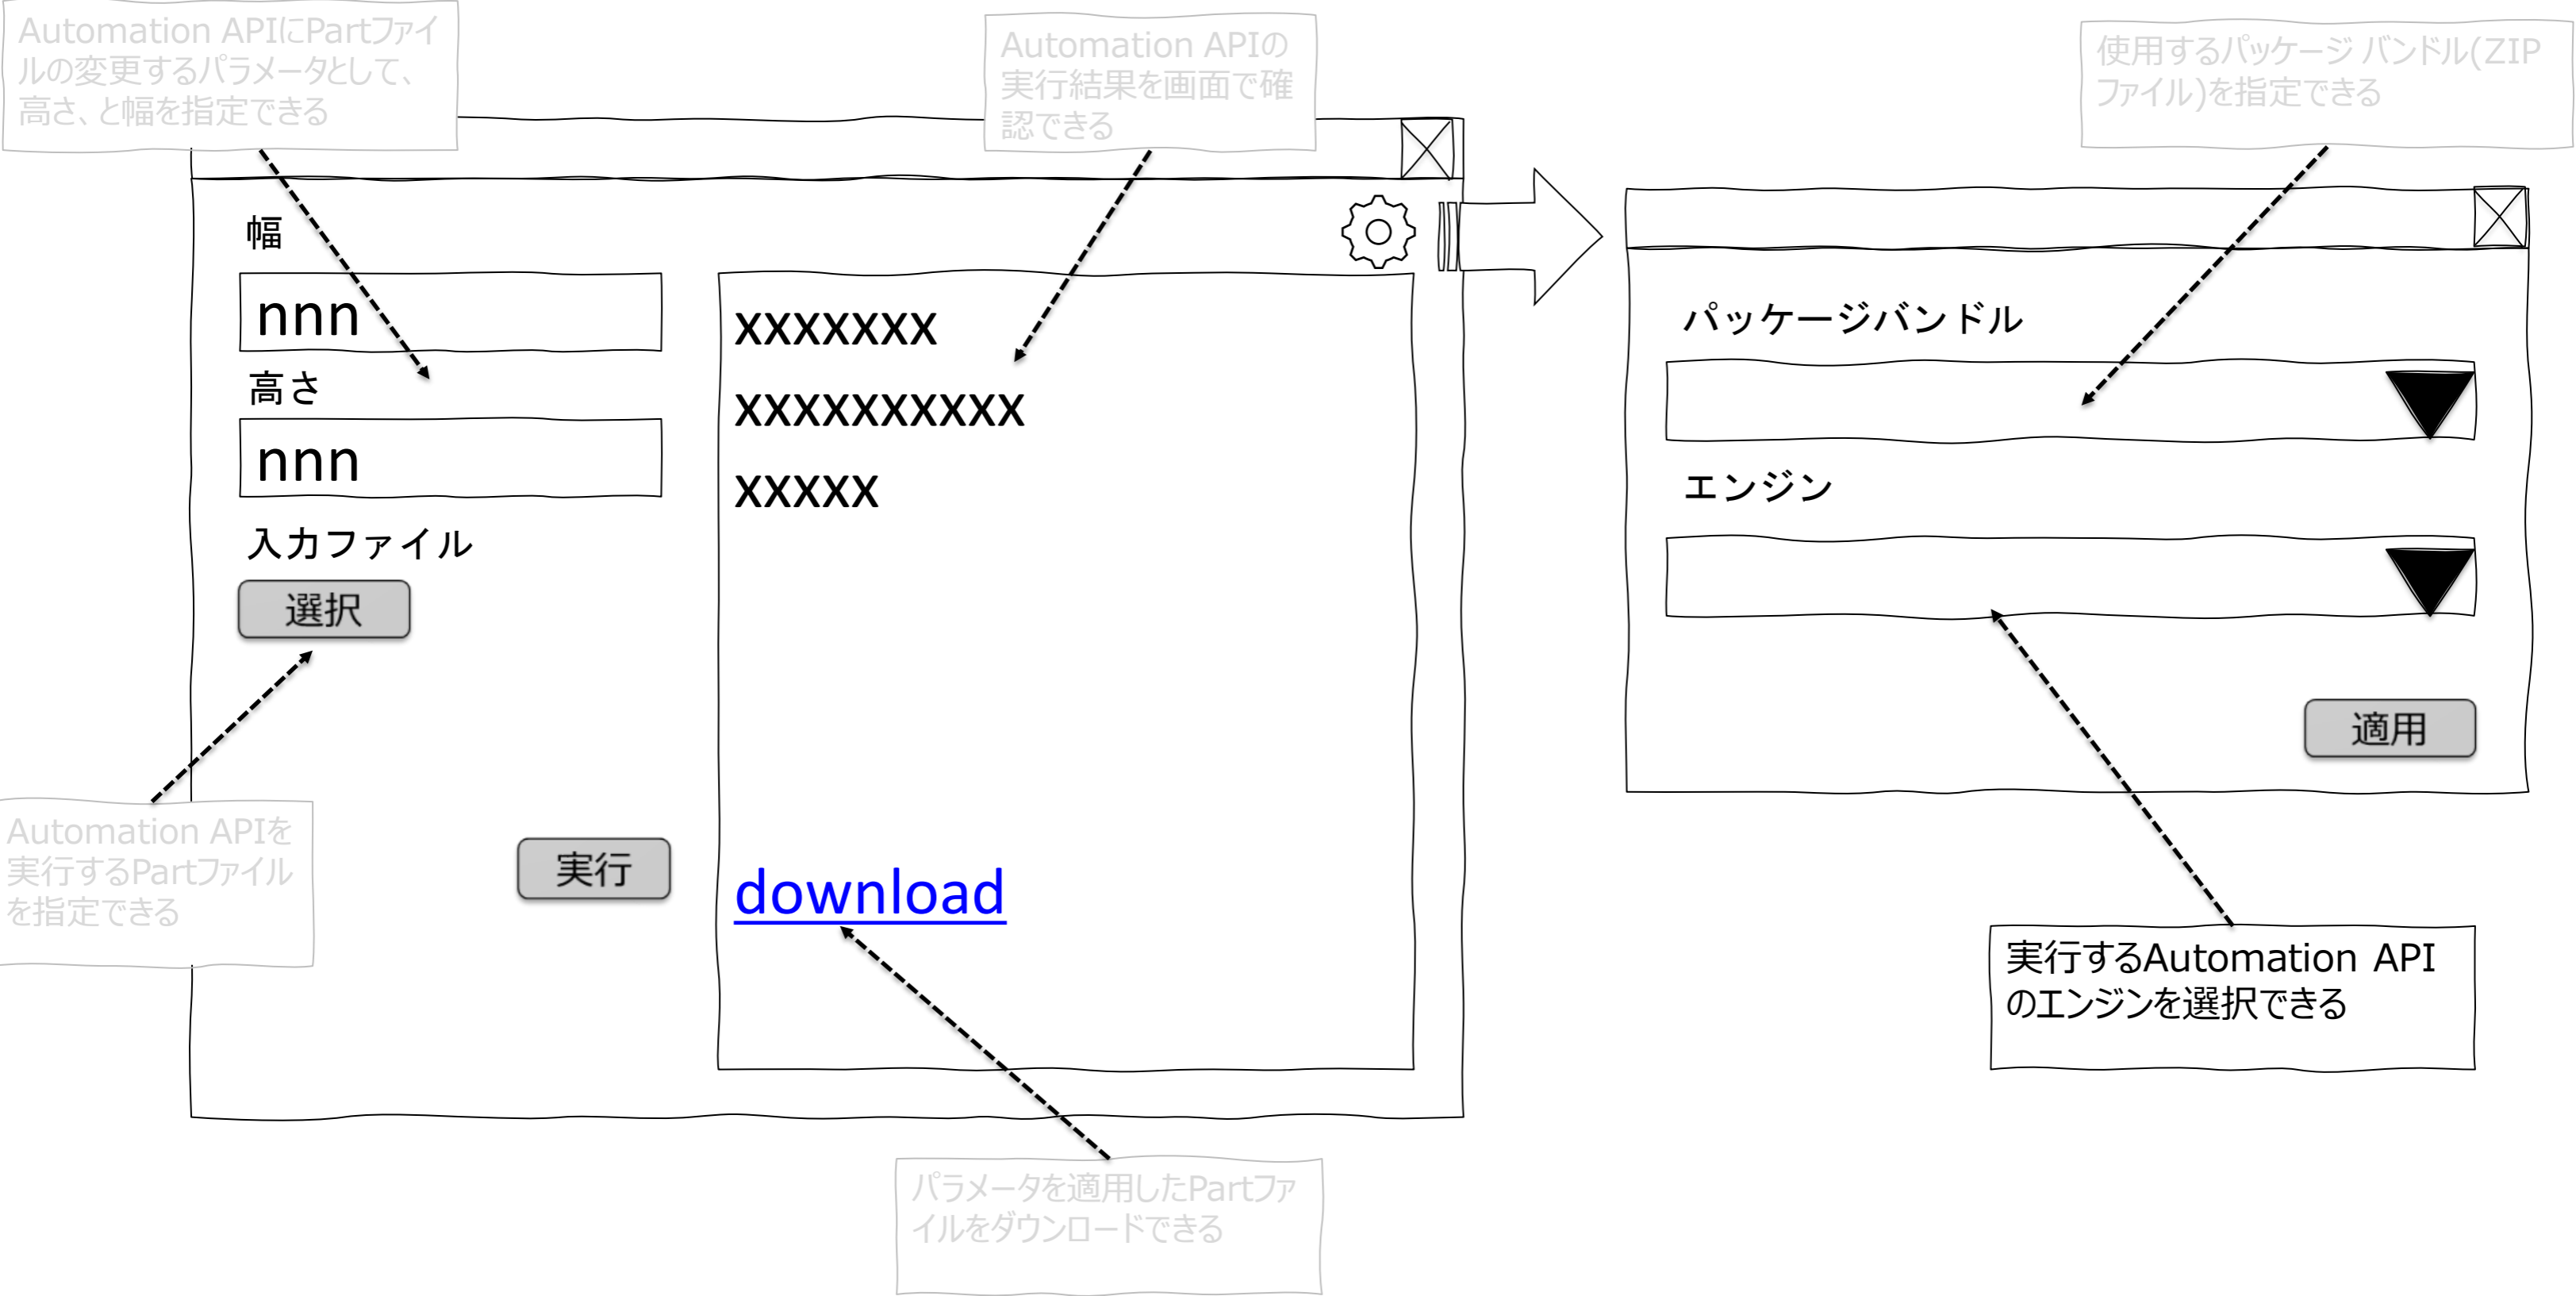 Automation APIにPartファイ
ルの変更するパラメータとして、
高さ、と幅を指定できる
Automation APIの
実行結果を画面で確
認できる
使用するパッケージ バンドル(ZIP
ファイル)を指定できる
幅
nnn
高さ
nnn
入力ファイル
選択
実行
xxxxxxx
xxxxxxxxxx
xxxxx
download
パッケージバンドル
エンジン
適用
Automation APIを
実行するPartファイル
を指定できる
実行するAutomation API
のエンジンを選択できる
パラメータを適用したPartファ
イルをダウンロードできる